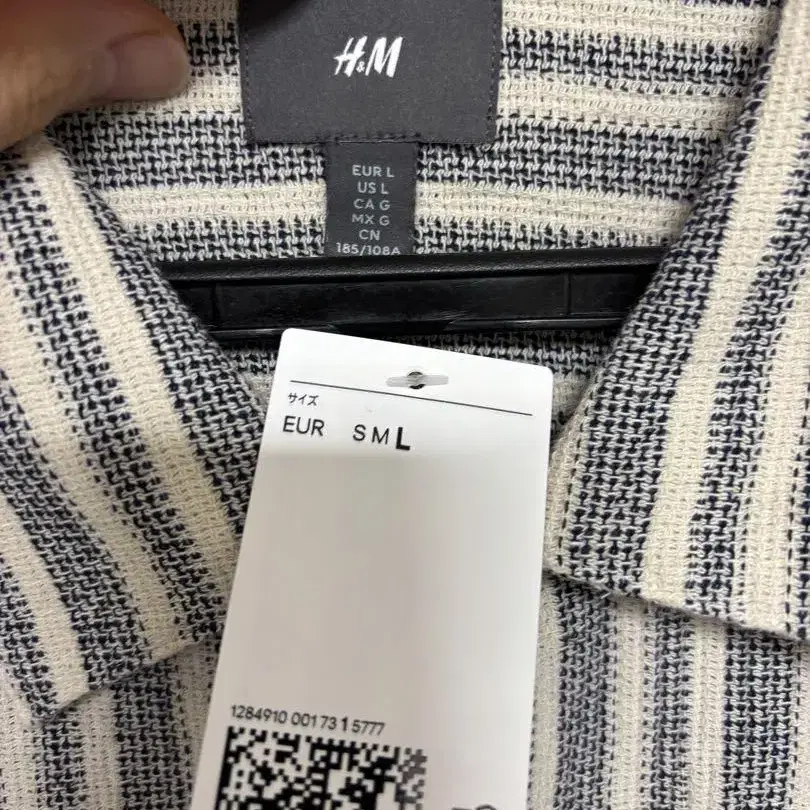 H&M
EUR L
US L
CA G
MX G
CN
185/108A
サイズ
EUR S M L
1284910 001 73 1 5777